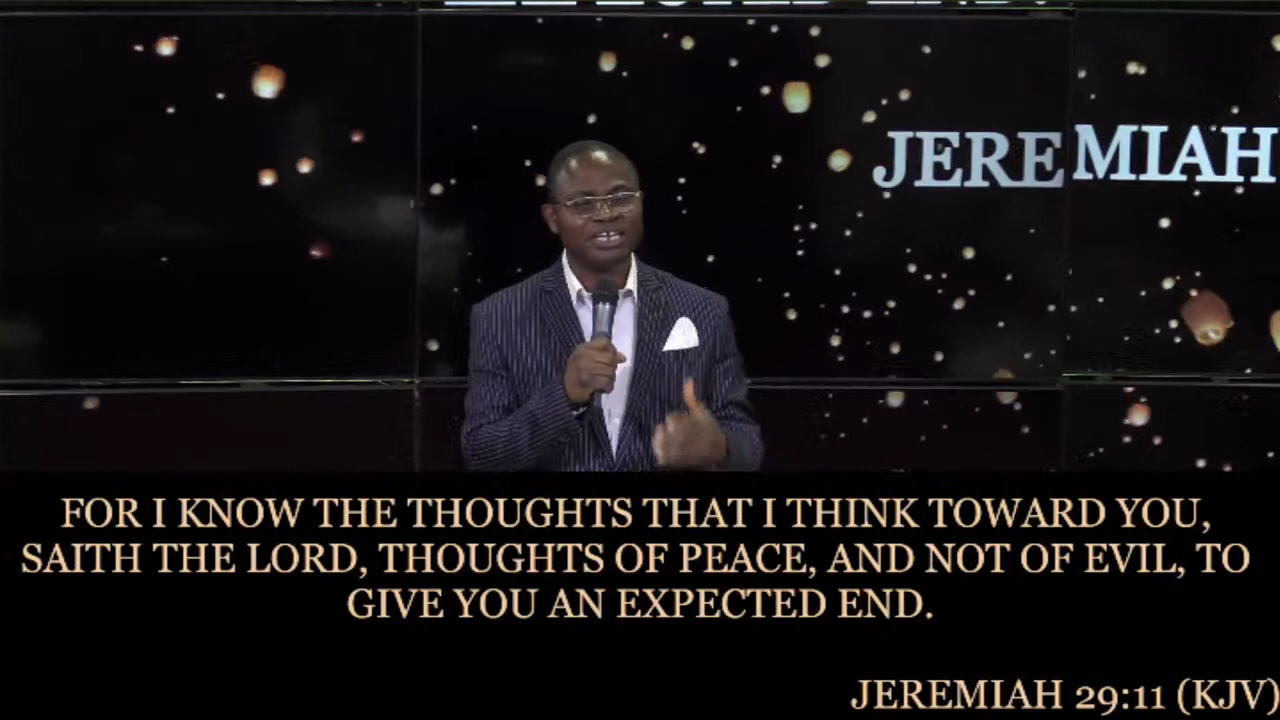 JEREMIAH
FOR I KNOW THE THOUGHTS THAT I THINK TOWARD YOU,
SAITH THE LORD, THOUGHTS OF PEACE, AND NOT OF EVIL, TO
GIVE YOU AN EXPECTED END.
JEREMIAH 29:11 (KJV)